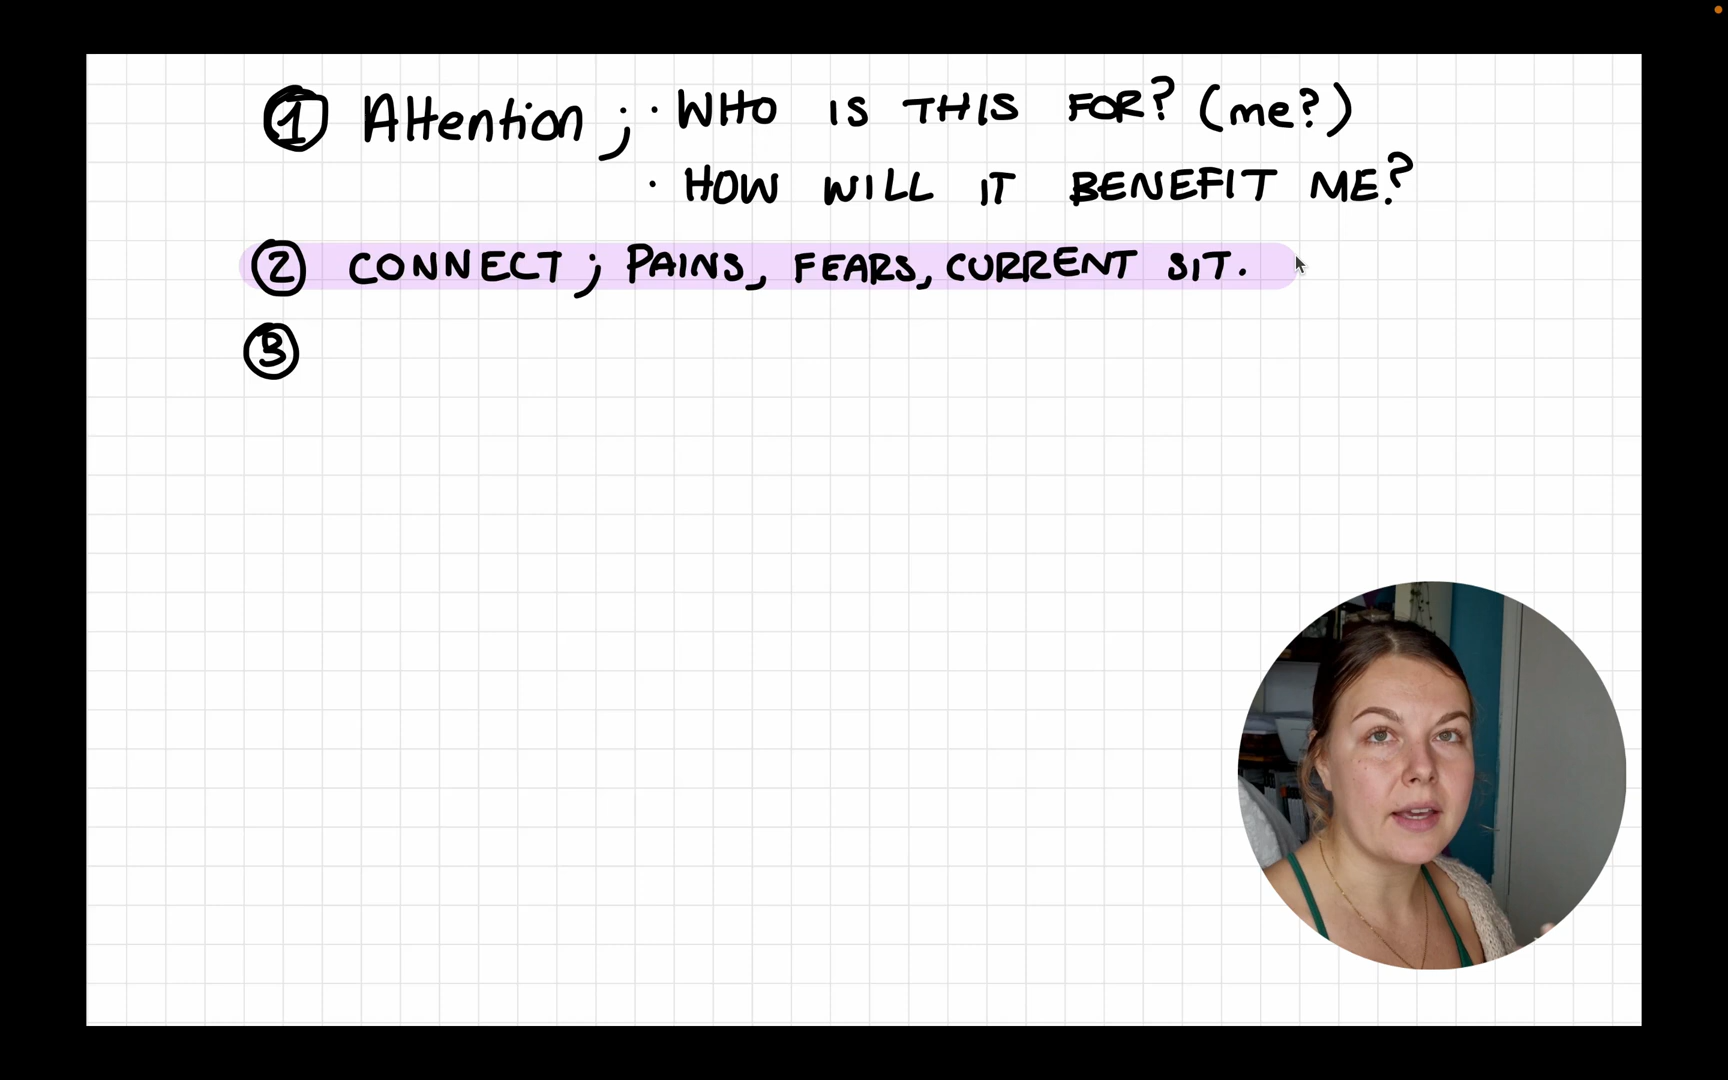 1 Attention ; · WHO IS THIS FOR? (me?)
· HOW WILL IT BENEFIT ME?
2 CONNECT ; PAINS, FEARS, CURRENT SIT.
3